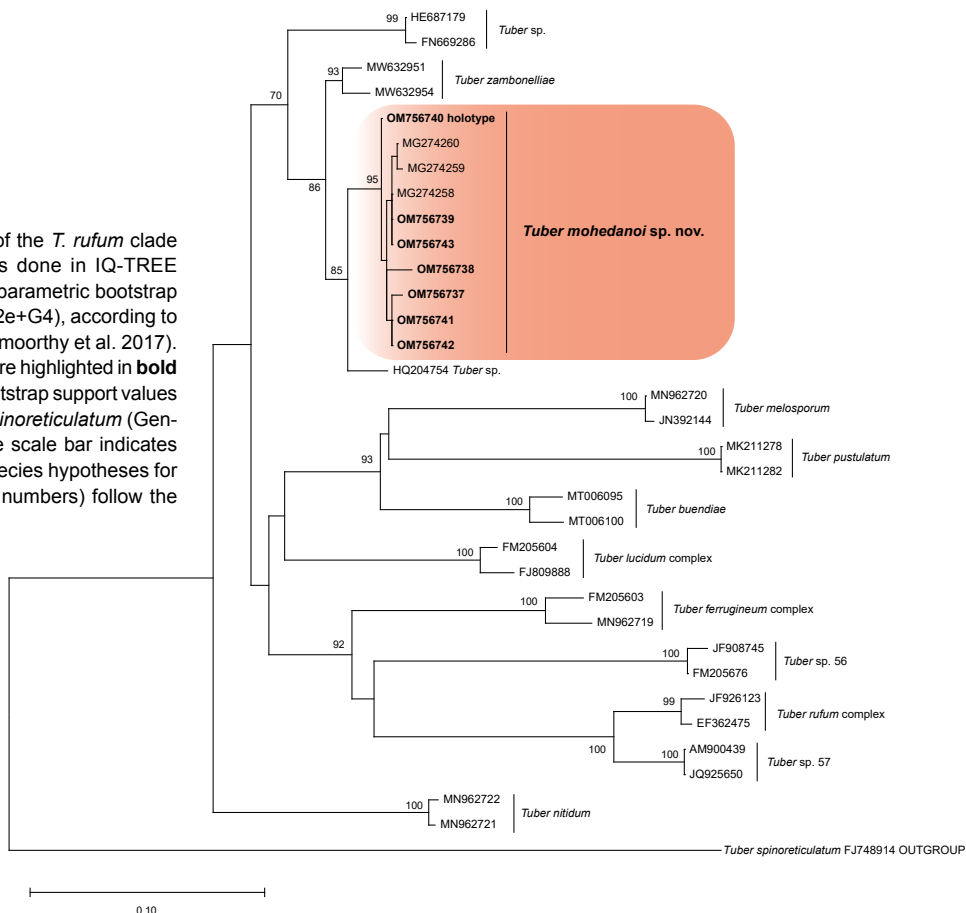 99
HE687179
FN669286
Tuber sp.
93
MW632951
MW632954
Tuber zambonelliae
70
86
OM756740 holotype
MG274260
MG274259
95
MG274258
OM756739
OM756743
OM756738
OM756737
OM756741
OM756742
Tuber mohedanoi sp. nov.
85
HQ204754 Tuber sp.
of the T. rufum clade
s done in IQ-TREE
parametric bootstrap
2e+G4), according to
moorthy et al. 2017).
re highlighted in bold
tstrap support values
inoreticulatum (Gen-
e scale bar indicates
ecies hypotheses for
numbers) follow the
100
MN962720
JN392144
Tuber melosporum
93
100
MK211278
MK211282
Tuber pustulatum
100
MT006095
MT006100
Tuber buendiae
100
FM205604
FJ809888
Tuber lucidum complex
100
FM205603
MN962719
Tuber ferrugineum complex
92
100
JF908745
FM205676
Tuber sp. 56
99
JF926123
EF362475
Tuber rufum complex
100
100
AM900439
JQ925650
Tuber sp. 57
100
MN962722
MN962721
Tuber nitidum
Tuber spinoreticulatum FJ748914 OUTGROUP
0.10